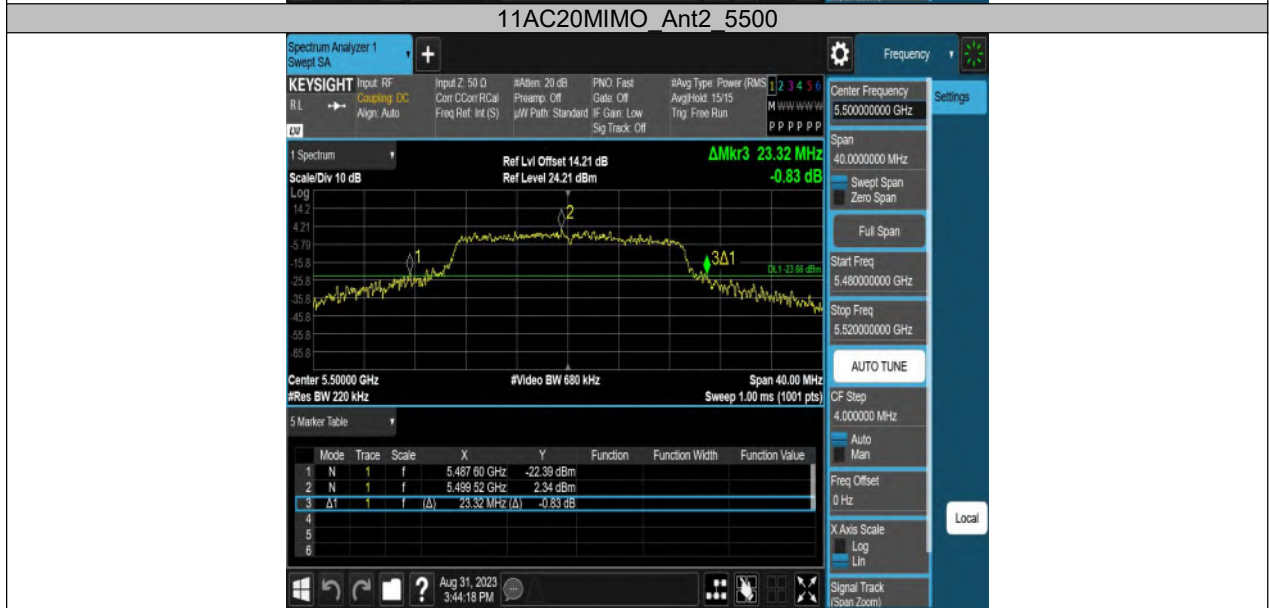 11AC20MIMO_Ant2_5500
Spectrum Analyzer 1
Swept SA
+
Frequency
KEYSIGHT Input: RF Input Z: 50 Ω #Atten: 20 dB PNO: Fast #Avg Type: Power (RMS 1 2 3 4 5 6
RL Coupling: DC Corr CCorr RCal Preamp: Off Gate: Off Avg|Hold: 15/15 M W W W W W
Align: Auto Freq Ref: Int (S) µW Path: Standard IF Gain: Low Trig: Free Run
LXI Sig Track: Off P P P P P P
1 Spectrum
Ref Lvl Offset 14.21 dB ΔMkr3 23.32 MHz
Scale/Div 10 dB Ref Level 24.21 dBm -0.83 dB
Log
14.2
4.21
-5.79
-15.8
-25.8
-35.8
-45.8
-55.8
-65.8
1
2
3Δ1
DL1 -23.66 dBm
Center 5.50000 GHz #Video BW 680 kHz Span 40.00 MHz
#Res BW 220 kHz Sweep 1.00 ms (1001 pts)
5 Marker Table
Mode Trace Scale X Y Function Function Width Function Value
1 N 1 f 5.487 60 GHz -22.39 dBm
2 N 1 f 5.499 52 GHz 2.34 dBm
3 Δ1 1 f (Δ) 23.32 MHz (Δ) -0.83 dB
4
5
6
?
Aug 31, 2023
3:44:18 PM
Center Frequency
5.500000000 GHz
Settings
Span
40.0000000 MHz
Swept Span
Zero Span
Full Span
Start Freq
5.480000000 GHz
Stop Freq
5.520000000 GHz
AUTO TUNE
CF Step
4.000000 MHz
Auto
Man
Freq Offset
0 Hz
X Axis Scale
Log
Lin
Local
Signal Track
(Span Zoom)